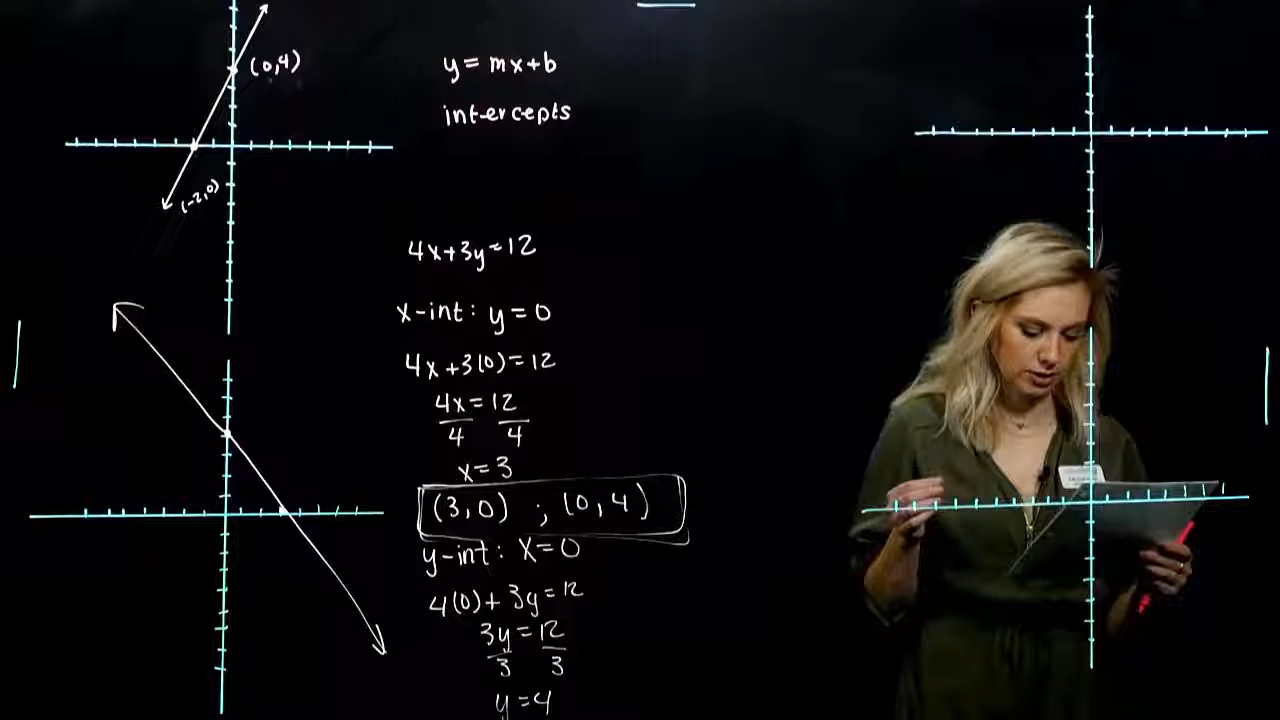 (0,4)
y = mx+b
intercepts
(-2,0)
4x+3y=12
x-int: y=0
4x+3(0)=12
4x=12
4 4
x=3
(3,0) ; (0,4)
y-int: x=0
4(0)+3y=12
3y=12
3 3
y=4